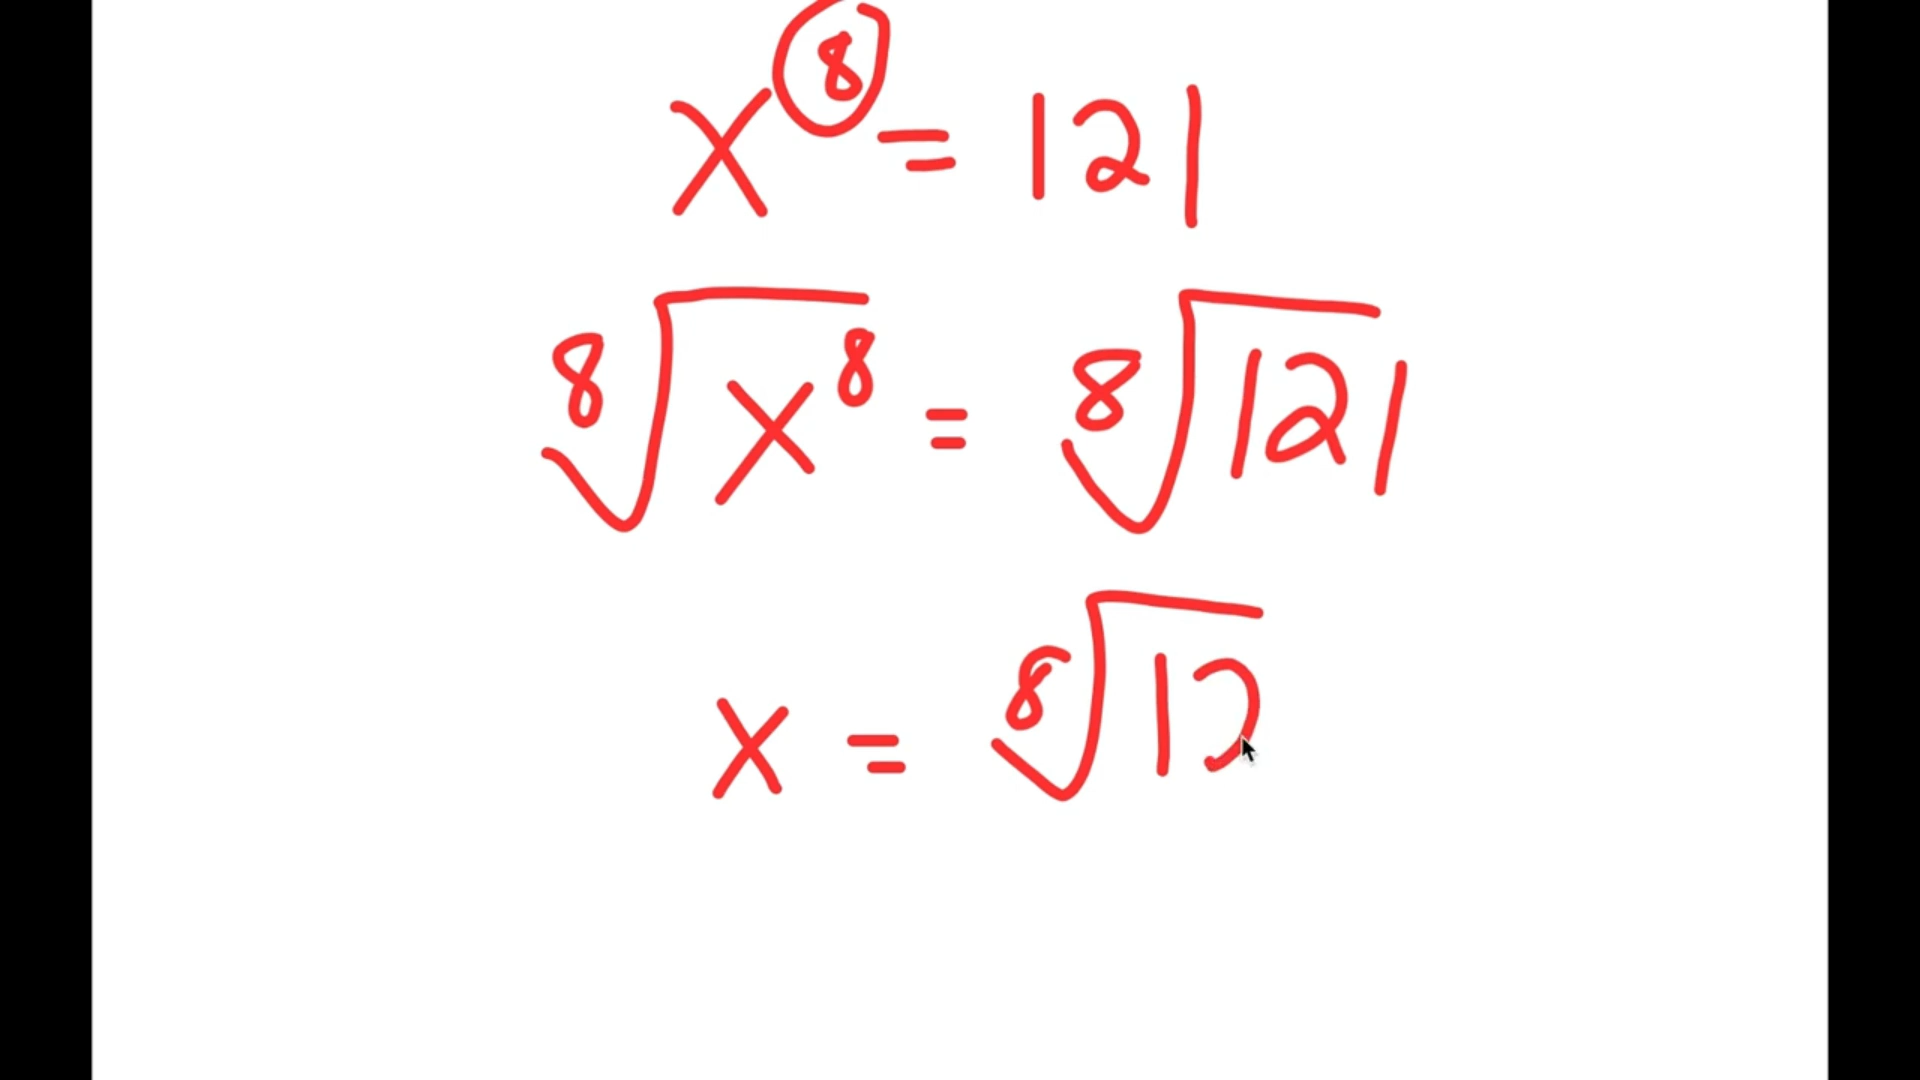 x⁸ = 121
⁸√x⁸ = ⁸√121
x = ⁸√12